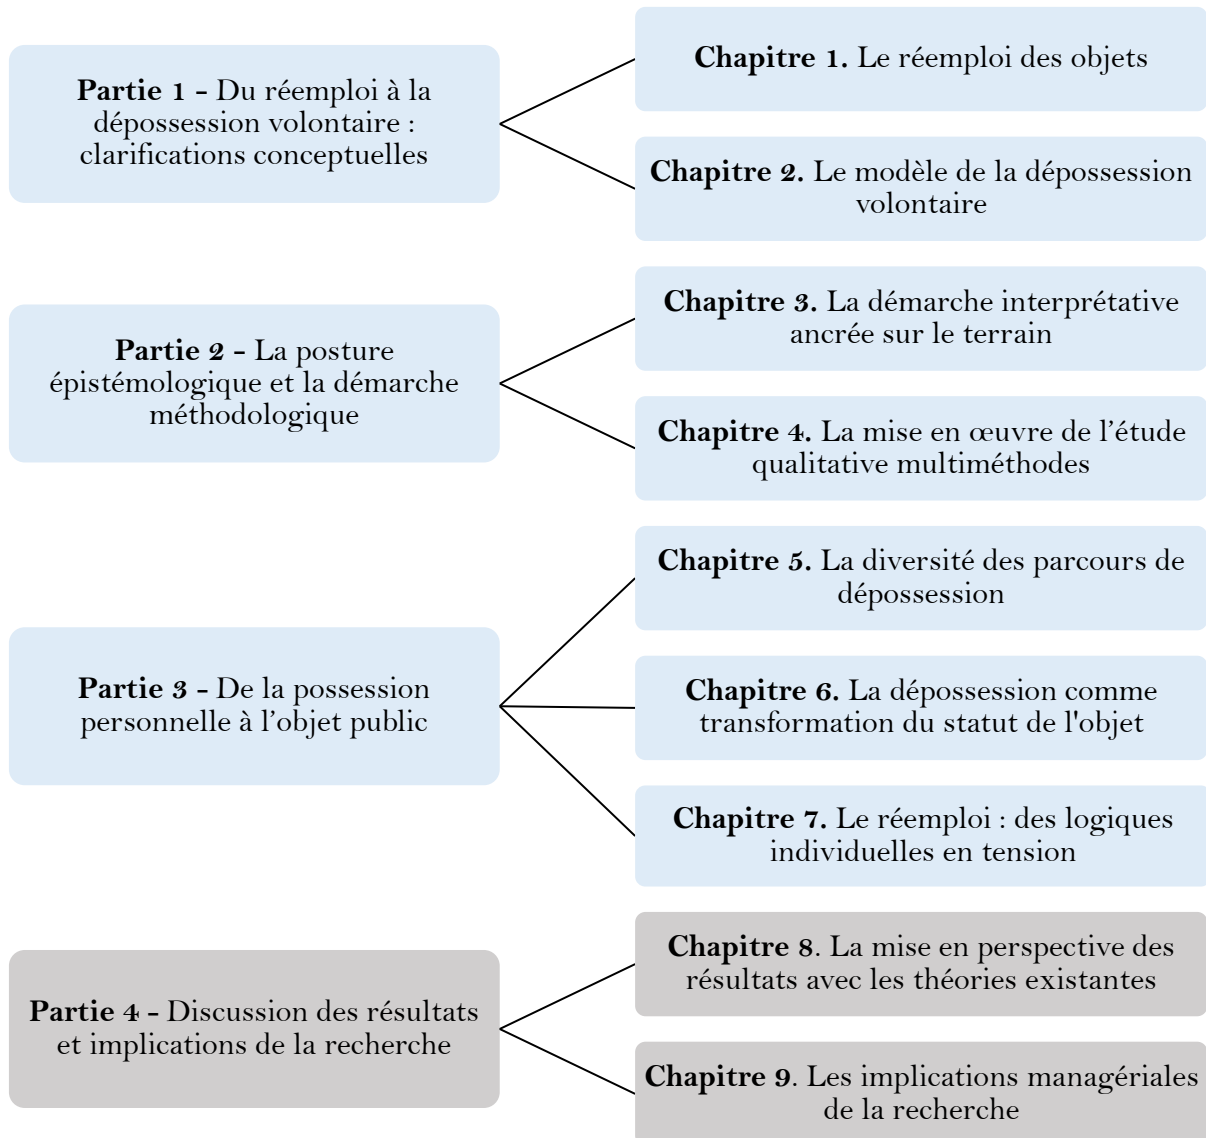 Partie 1 - Du réemploi à la
dépossession volontaire :
clarifications conceptuelles
Chapitre 1. Le réemploi des objets
Chapitre 2. Le modèle de la dépossession
volontaire
Partie 2 - La posture
épistémologique et la démarche
méthodologique
Chapitre 3. La démarche interprétative
ancrée sur le terrain
Chapitre 4. La mise en œuvre de l’étude
qualitative multiméthodes
Partie 3 - De la possession
personnelle à l’objet public
Chapitre 5. La diversité des parcours de
dépossession
Chapitre 6. La dépossession comme
transformation du statut de l'objet
Chapitre 7. Le réemploi : des logiques
individuelles en tension
Partie 4 - Discussion des résultats
et implications de la recherche
Chapitre 8. La mise en perspective des
résultats avec les théories existantes
Chapitre 9. Les implications managériales
de la recherche